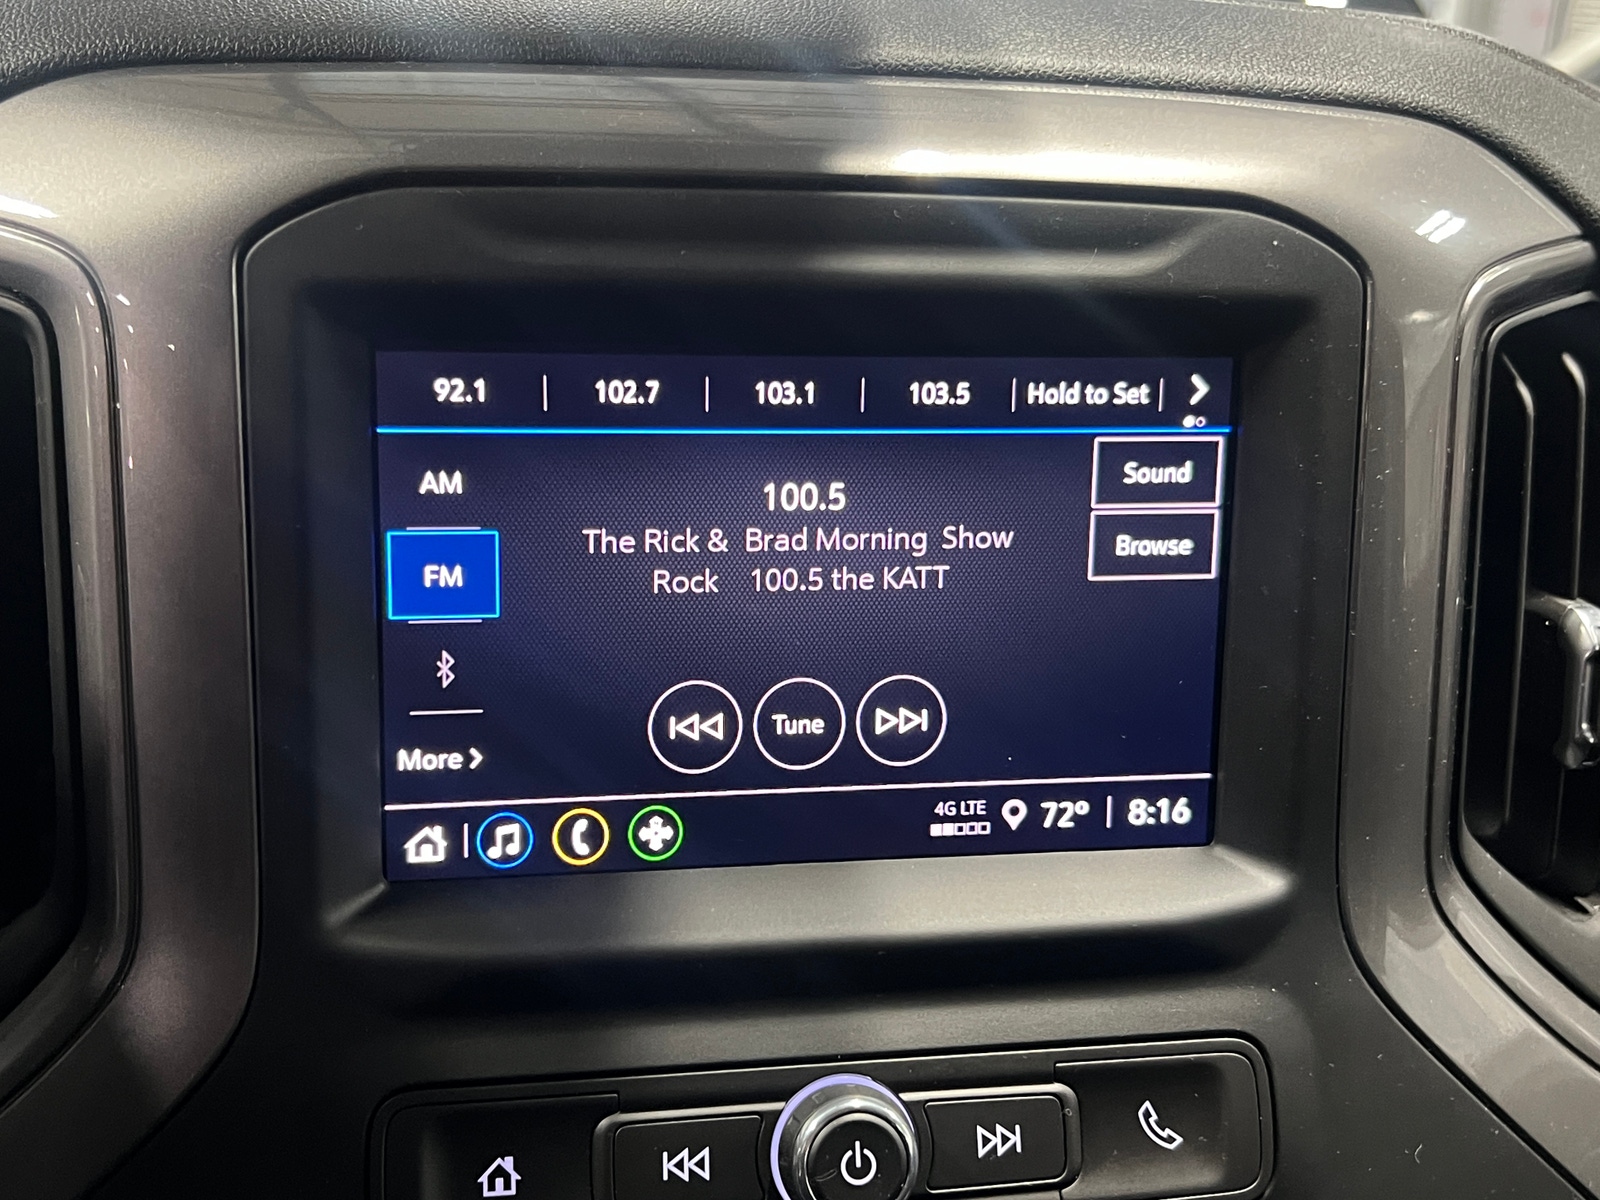 92.1 | 102.7 | 103.1 | 103.5 | Hold to Set |
AM
FM
More
100.5
The Rick & Brad Morning Show
Rock 100.5 the KATT
Sound
Browse
Tune
4G LTE
72° | 8:16